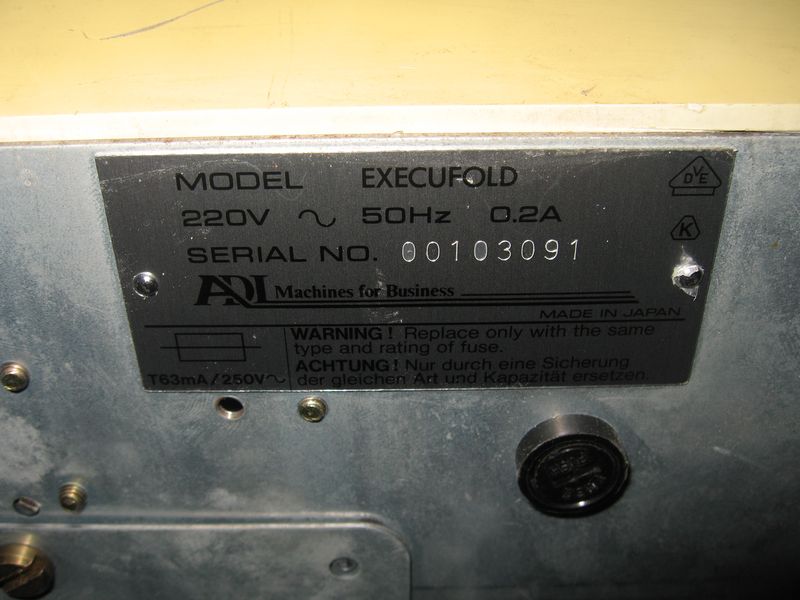 MODEL EXECUFOLD
220V ~ 50Hz 0.2A
SERIAL NO. 00103091
ADL Machines for Business
MADE IN JAPAN
DVE
K
T63mA/250V~
WARNING! Replace only with the same
type and rating of fuse.
ACHTUNG! Nur durch eine Sicherung
der gleichen Art und Kapazität ersetzen.